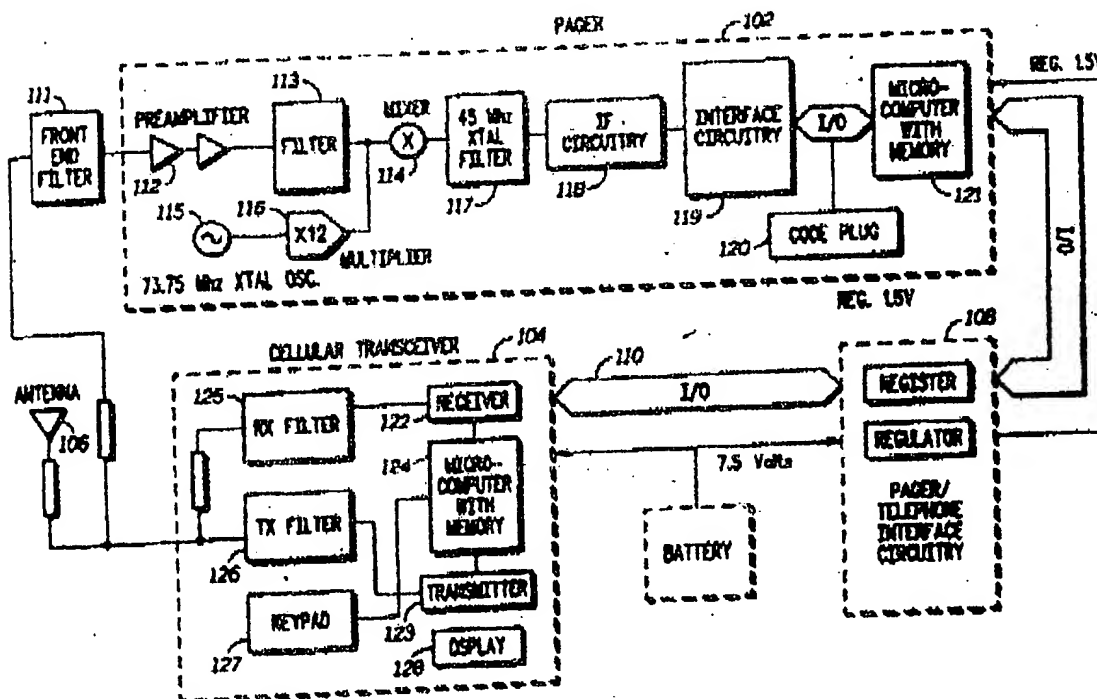 PAGER
102
REG. 1.5V
111
FRONT
END
FILTER
PREAMPLIFIER
112
113
FILTER
MIXER
X
114
45 Mhz
XTAL
FILTER
117
IF
CIRCUITRY
118
INTERFACE
CIRCUITRY
119
I/O
MICRO-
COMPUTER
WITH
MEMORY
121
115
116
X12
MULTIPLIER
73.75 Mhz XTAL OSC.
120
CODE PLUG
I/O
REG. 1.5V
CELLULAR TRANSCEIVER
104
110
I/O
108
REGISTER
REGULATOR
PAGER/
TELEPHONE
INTERFACE
CIRCUITRY
ANTENNA
106
125
RX FILTER
RECEIVER
122
124
MICRO-
COMPUTER
WITH
MEMORY
7.5 Volts
BATTERY
TX FILTER
126
TRANSMITTER
123
KEYPAD
127
DISPLAY
128